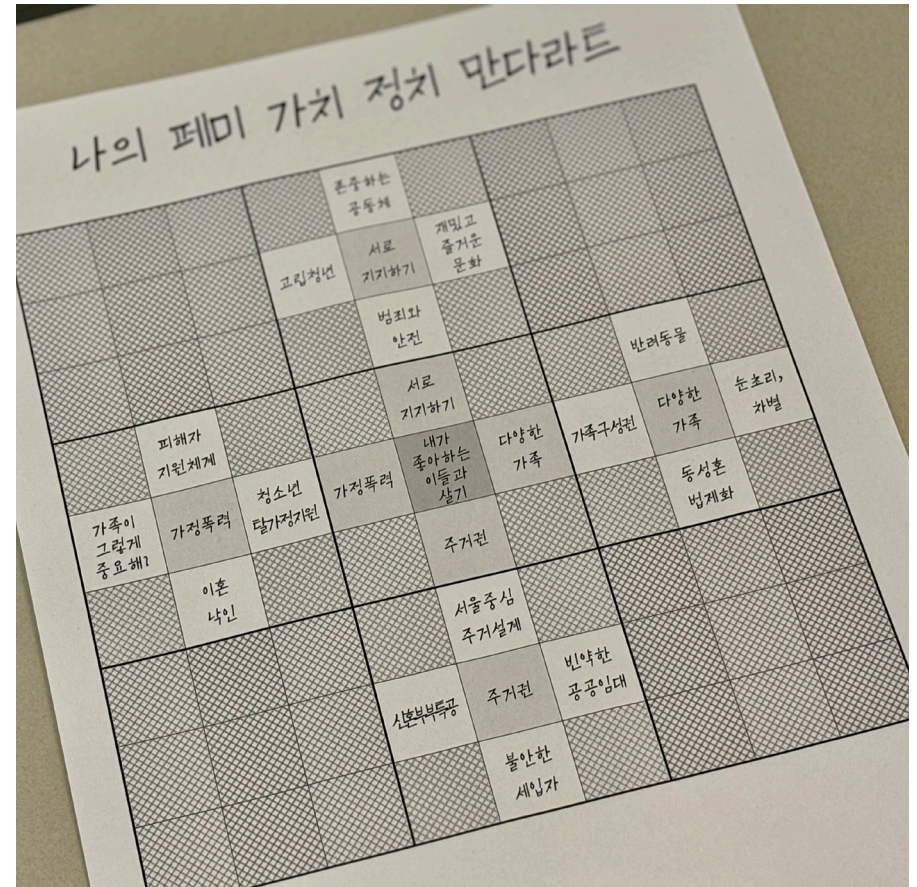 나의 페미 가치 정치 만다라트
존중하는
공동체
고립청년
서로
지지하기
재밌고
즐거운
문화
범죄와
안전
피해자
지원체계
가족이
그렇게
중요해?
가정폭력
청소년
탈가정지원
이혼
낙인
서로
지지하기
가정폭력
내가
좋아하는
이들과
살기
다양한
가족
주거권
반려동물
가족구성권
다양한
가족
눈초리,
차별
동성혼
법제화
서울중심
주거설계
신혼부부특공
주거권
빈약한
공공임대
불안한
세입자